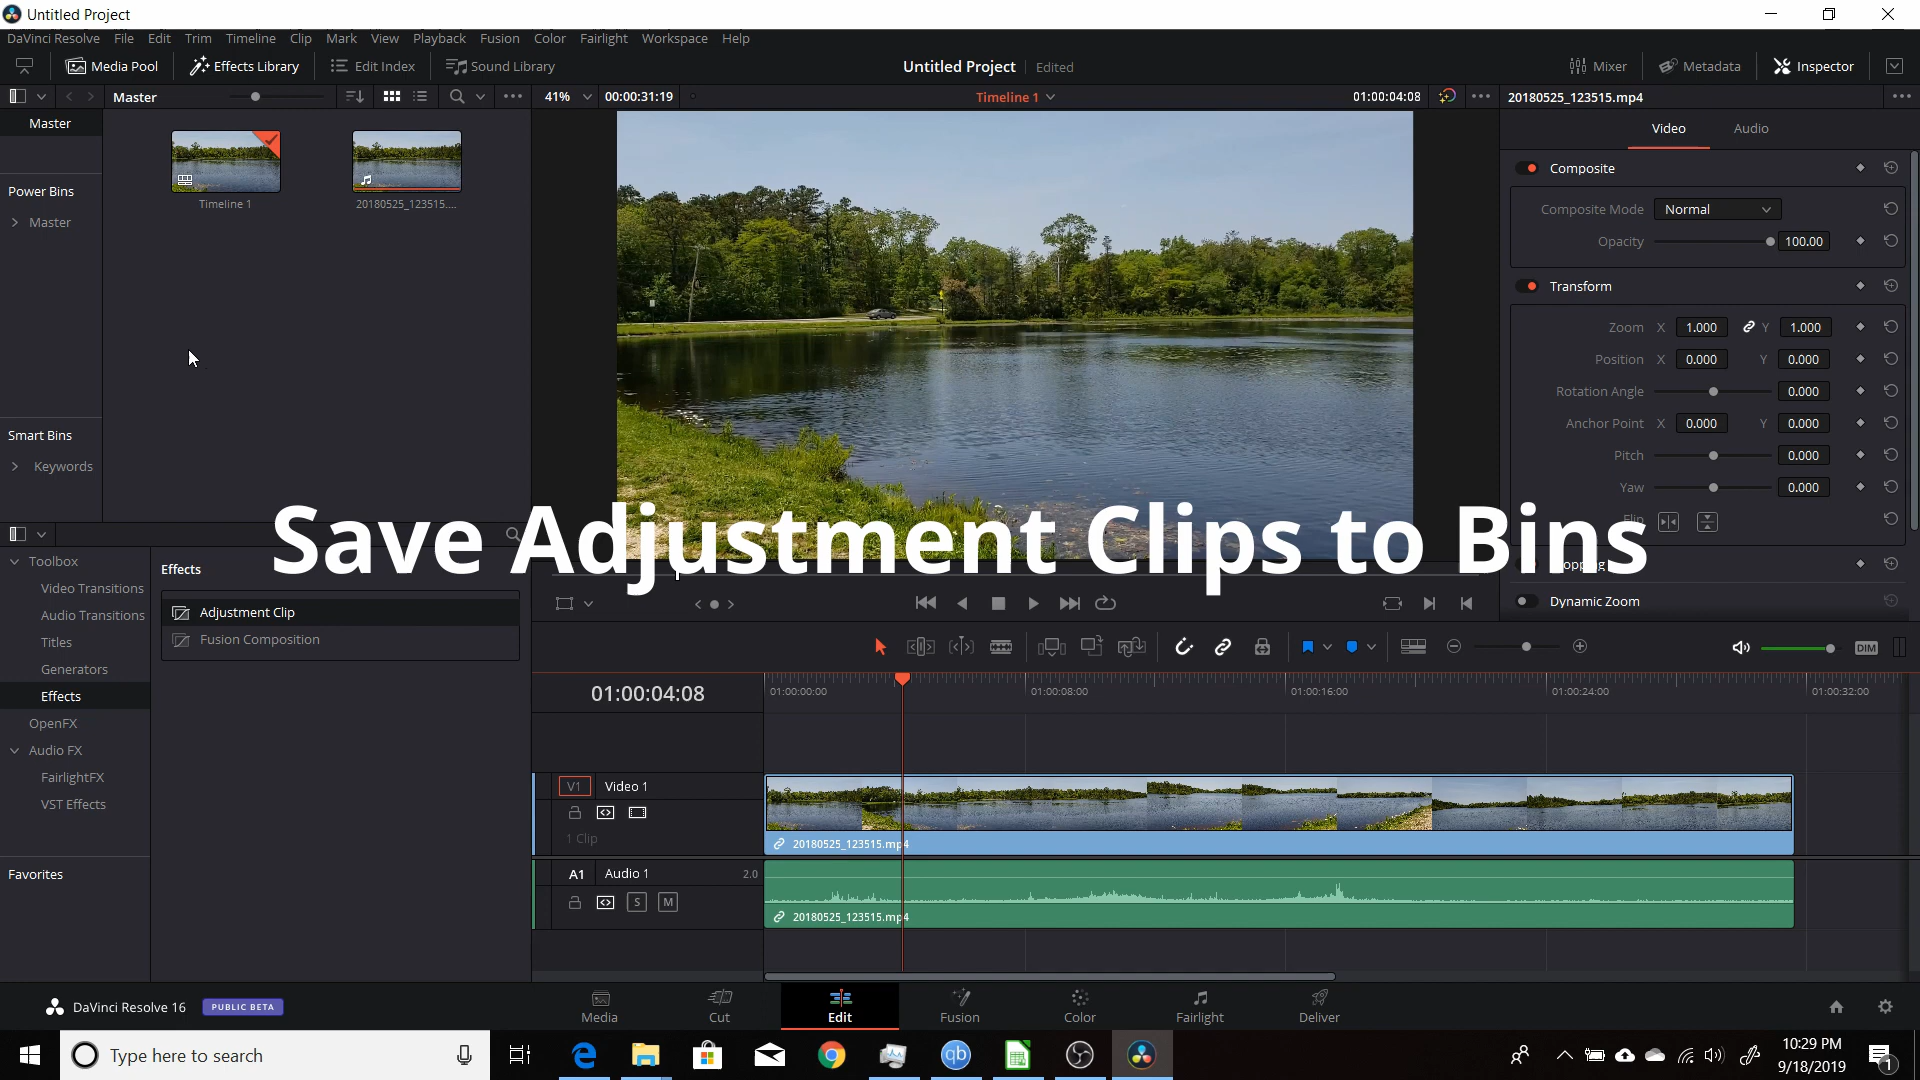 Untitled Project
DaVinci Resolve File Edit Trim Timeline Clip Mark View Playback Fusion Color Fairlight Workspace Help
Media Pool Effects Library Edit Index Sound Library Untitled Project Edited Mixer Metadata Inspector
Master 41% 00:00:31:19 Timeline 1 01:00:04:08 20180525_123515.mp4
Master
Video Audio
Power Bins
Master
Timeline 1
20180525_123515....
Composite
Composite Mode Normal
Opacity 100.00
Transform
Zoom X 1.000 Y 1.000
Position X 0.000 Y 0.000
Rotation Angle 0.000
Anchor Point X 0.000 Y 0.000
Pitch 0.000
Yaw 0.000
Flip
Smart Bins
Keywords
Save Adjustment Clips to Bins
Dynamic Zoom
Toolbox
Video Transitions
Audio Transitions
Titles
Generators
Effects
OpenFX
Audio FX
FairlightFX
VST Effects
Favorites
Effects
Adjustment Clip
Fusion Composition
DIM
01:00:04:08 01:00:00:00 01:00:08:00 01:00:16:00 01:00:24:00 01:00:32:00
V1 Video 1
1 Clip
20180525_123515.mp4
A1 Audio 1 2.0
S M
20180525_123515.mp4
DaVinci Resolve 16 PUBLIC BETA
Media Cut Edit Fusion Color Fairlight Deliver
Type here to search
qb
10:29 PM
9/18/2019
1